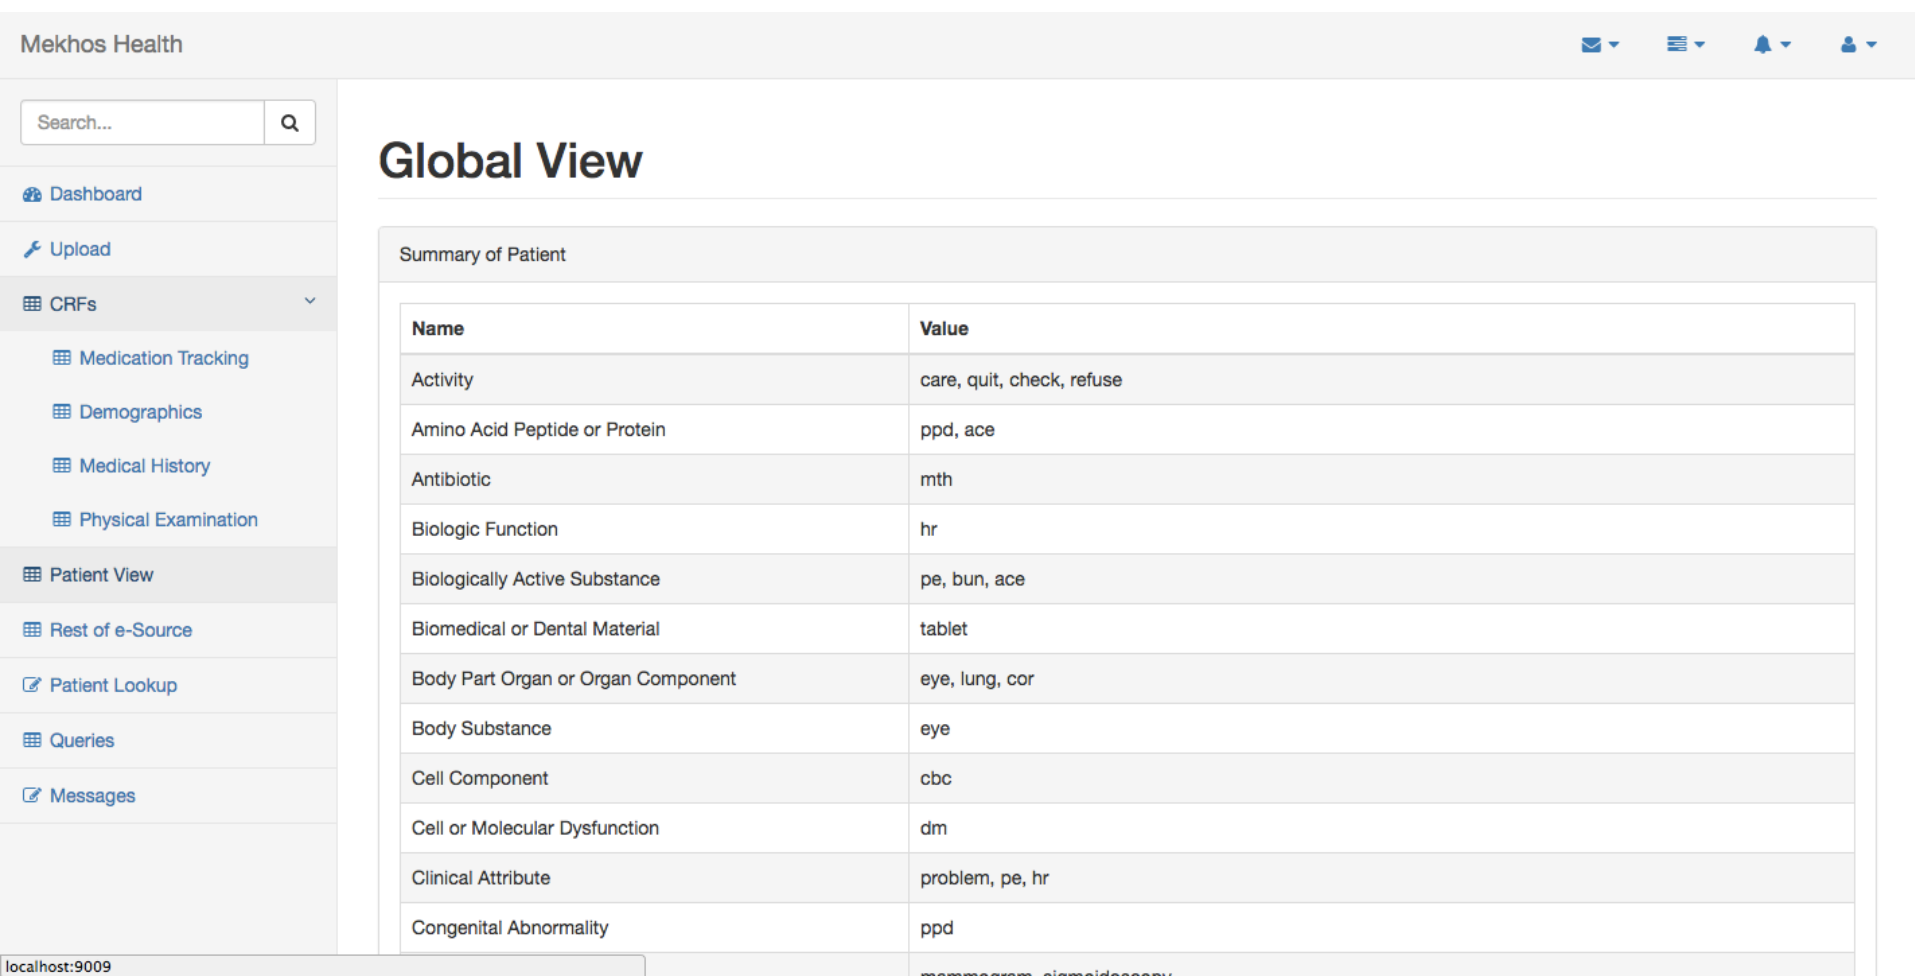 Mekhos Health
Search...
Dashboard
Upload
CRFs
Medication Tracking
Demographics
Medical History
Physical Examination
Patient View
Rest of e-Source
Patient Lookup
Queries
Messages
Global View
Summary of Patient
Name Value
Activity care, quit, check, refuse
Amino Acid Peptide or Protein ppd, ace
Antibiotic mth
Biologic Function hr
Biologically Active Substance pe, bun, ace
Biomedical or Dental Material tablet
Body Part Organ or Organ Component eye, lung, cor
Body Substance eye
Cell Component cbc
Cell or Molecular Dysfunction dm
Clinical Attribute problem, pe, hr
Congenital Abnormality ppd
mammogram, sigmoidoscopy
localhost:9009